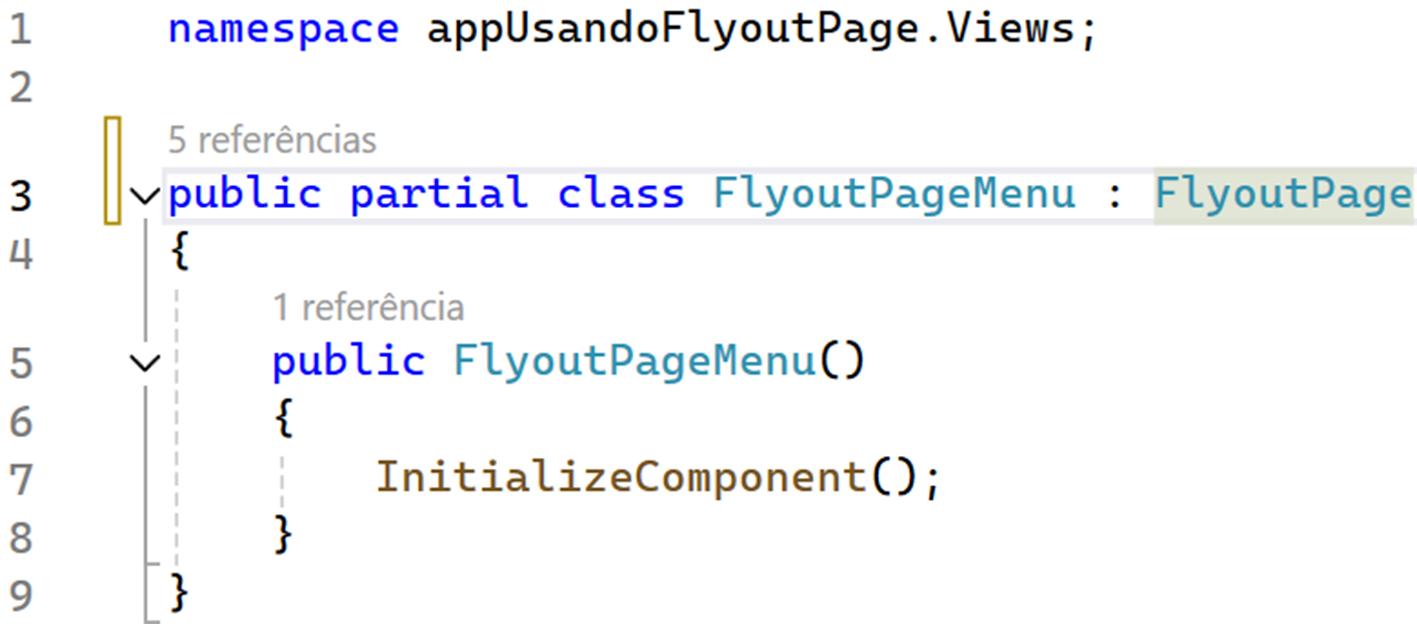 1 namespace appUsandoFlyoutPage.Views;
2
5 referências
3 public partial class FlyoutPageMenu : FlyoutPage
4 {
1 referência
5 public FlyoutPageMenu()
6 {
7 InitializeComponent();
8 }
9 }